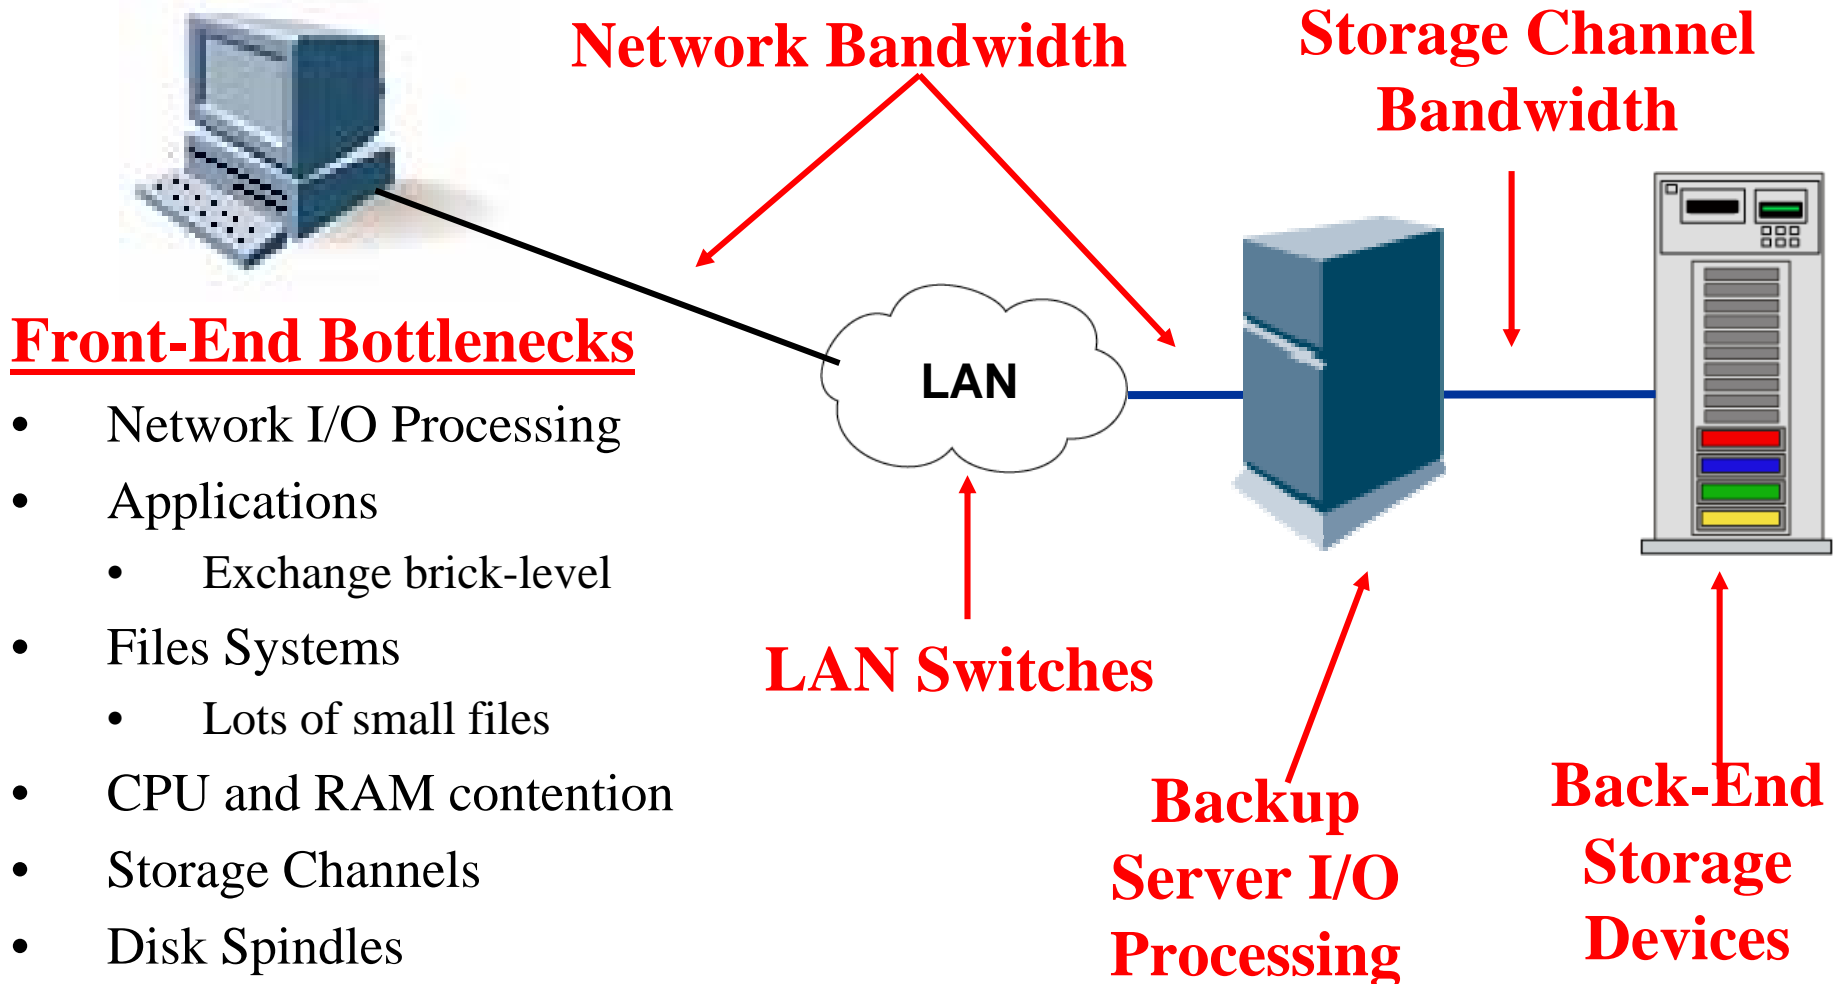 Network Bandwidth
Storage Channel
Bandwidth
Front-End Bottlenecks
• Network I/O Processing
• Applications
• Exchange brick-level
• Files Systems
• Lots of small files
• CPU and RAM contention
• Storage Channels
• Disk Spindles
LAN
LAN Switches
Backup
Server I/O
Processing
Back-End
Storage
Devices